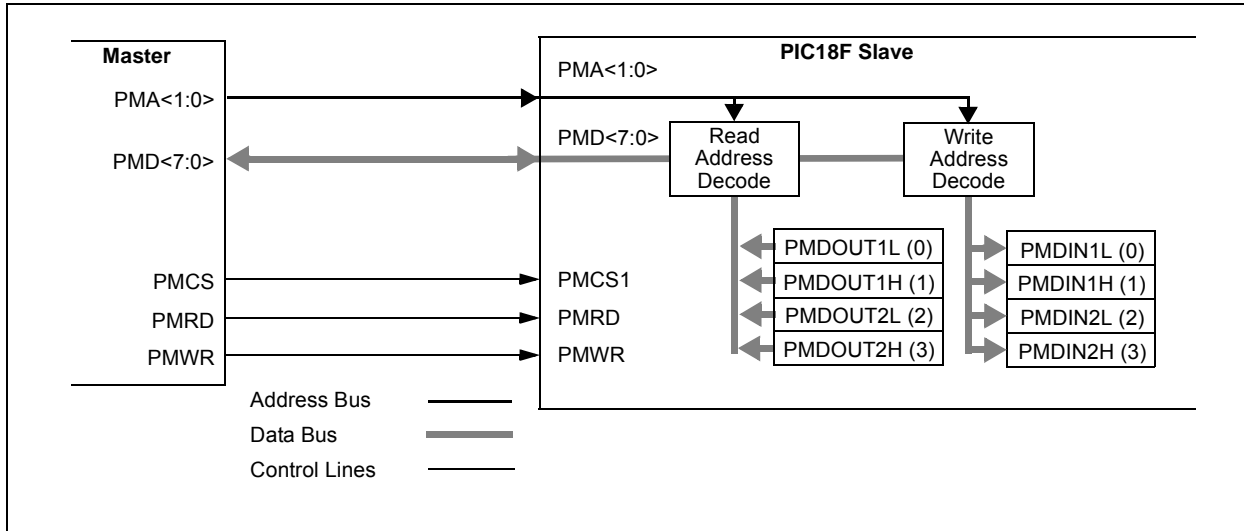 Master
PIC18F Slave
PMA<1:0>
PMA<1:0>
PMD<7:0>
PMD<7:0>
Read
Address
Decode
Write
Address
Decode
PMDOUT1L (0)
PMDOUT1H (1)
PMDOUT2L (2)
PMDOUT2H (3)
PMDIN1L (0)
PMDIN1H (1)
PMDIN2L (2)
PMDIN2H (3)
PMCS
PMCS1
PMRD
PMRD
PMWR
PMWR
Address Bus
Data Bus
Control Lines